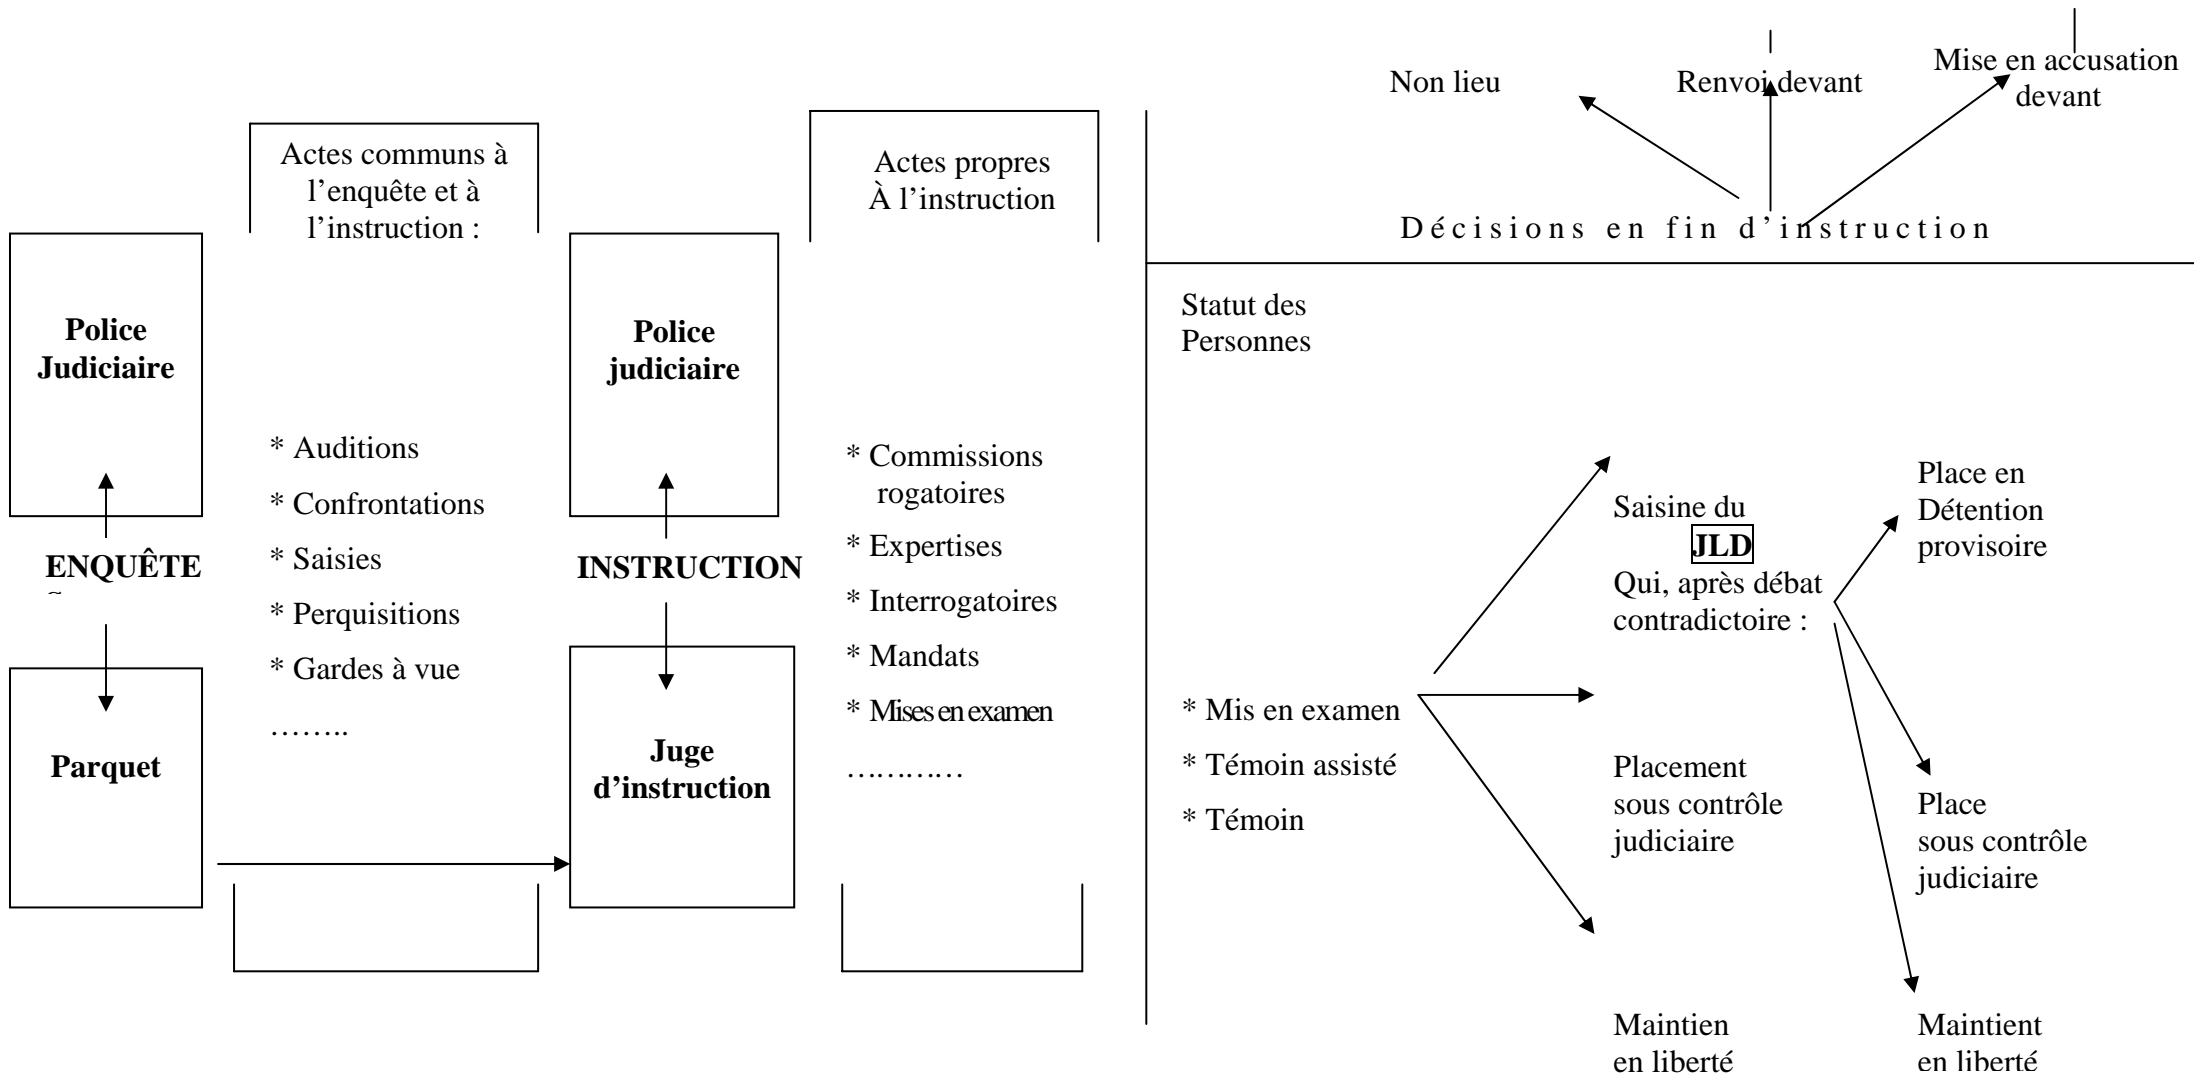 Non lieu
Renvoi devant
Mise en accusation
devant
Décisions en fin d'instruction
Actes communs à
l'enquête et à
l'instruction :
Actes propres
À l'instruction
Police
Judiciaire
ENQUÊTE
Parquet
* Auditions
* Confrontations
* Saisies
* Perquisitions
* Gardes à vue
……..
Police
judiciaire
INSTRUCTION
Juge
d'instruction
* Commissions
rogatoires
* Expertises
* Interrogatoires
* Mandats
* Mises en examen
…………
Statut des
Personnes
* Mis en examen
* Témoin assisté
* Témoin
Saisine du
JLD
Qui, après débat
contradictoire :
Placement
sous contrôle
judiciaire
Maintien
en liberté
Place en
Détention
provisoire
Place
sous contrôle
judiciaire
Maintient
en liberté